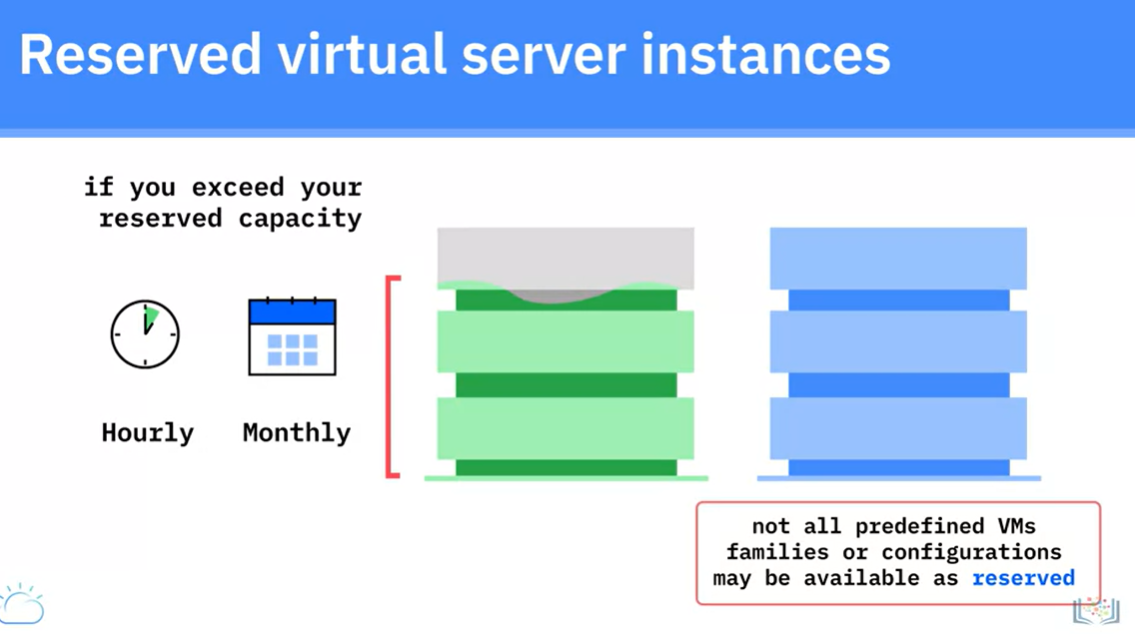 Reserved virtual server instances
if you exceed your
reserved capacity
Hourly
Monthly
not all predefined VMs
families or configurations
may be available as reserved